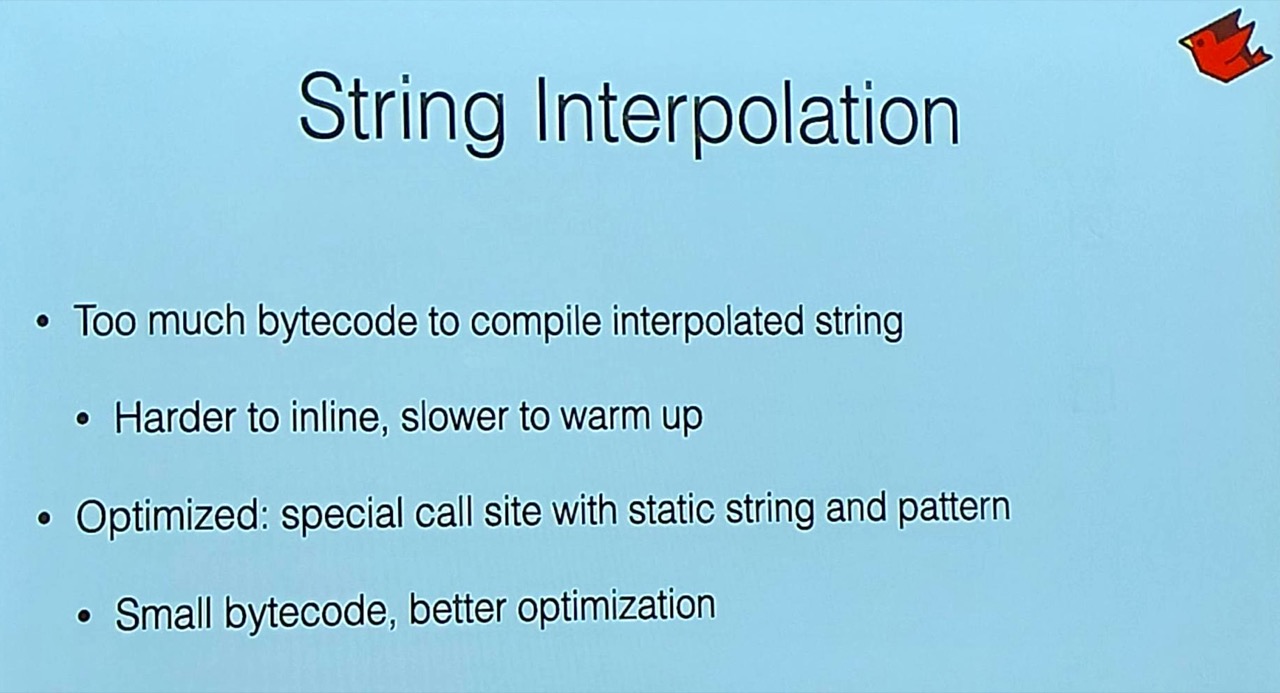 String Interpolation
• Too much bytecode to compile interpolated string
• Harder to inline, slower to warm up
• Optimized: special call site with static string and pattern
• Small bytecode, better optimization